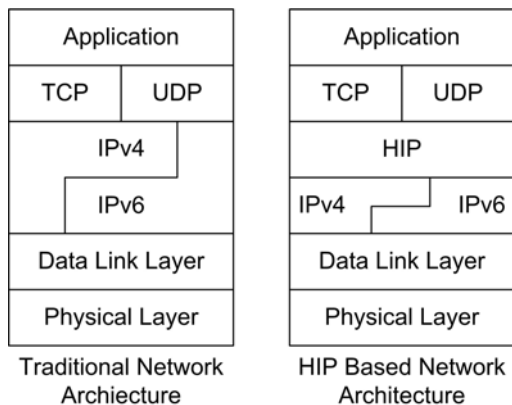 Application
TCP UDP
IPv4
IPv6
Data Link Layer
Physical Layer
Traditional Network
Archiecture
Application
TCP UDP
HIP
IPv4 IPv6
Data Link Layer
Physical Layer
HIP Based Network
Architecture